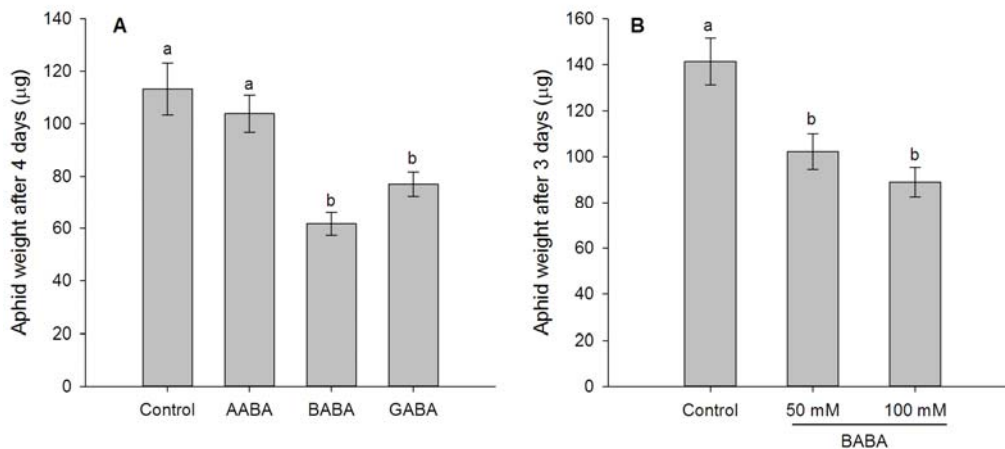 A
Aphid weight after 4 days (µg)
140
120
100
80
60
40
20
0
a
a
b
b
Control AABA BABA GABA
B
Aphid weight after 3 days (µg)
160
140
120
100
80
60
40
20
0
a
b
b
Control 50 mM 100 mM
BABA